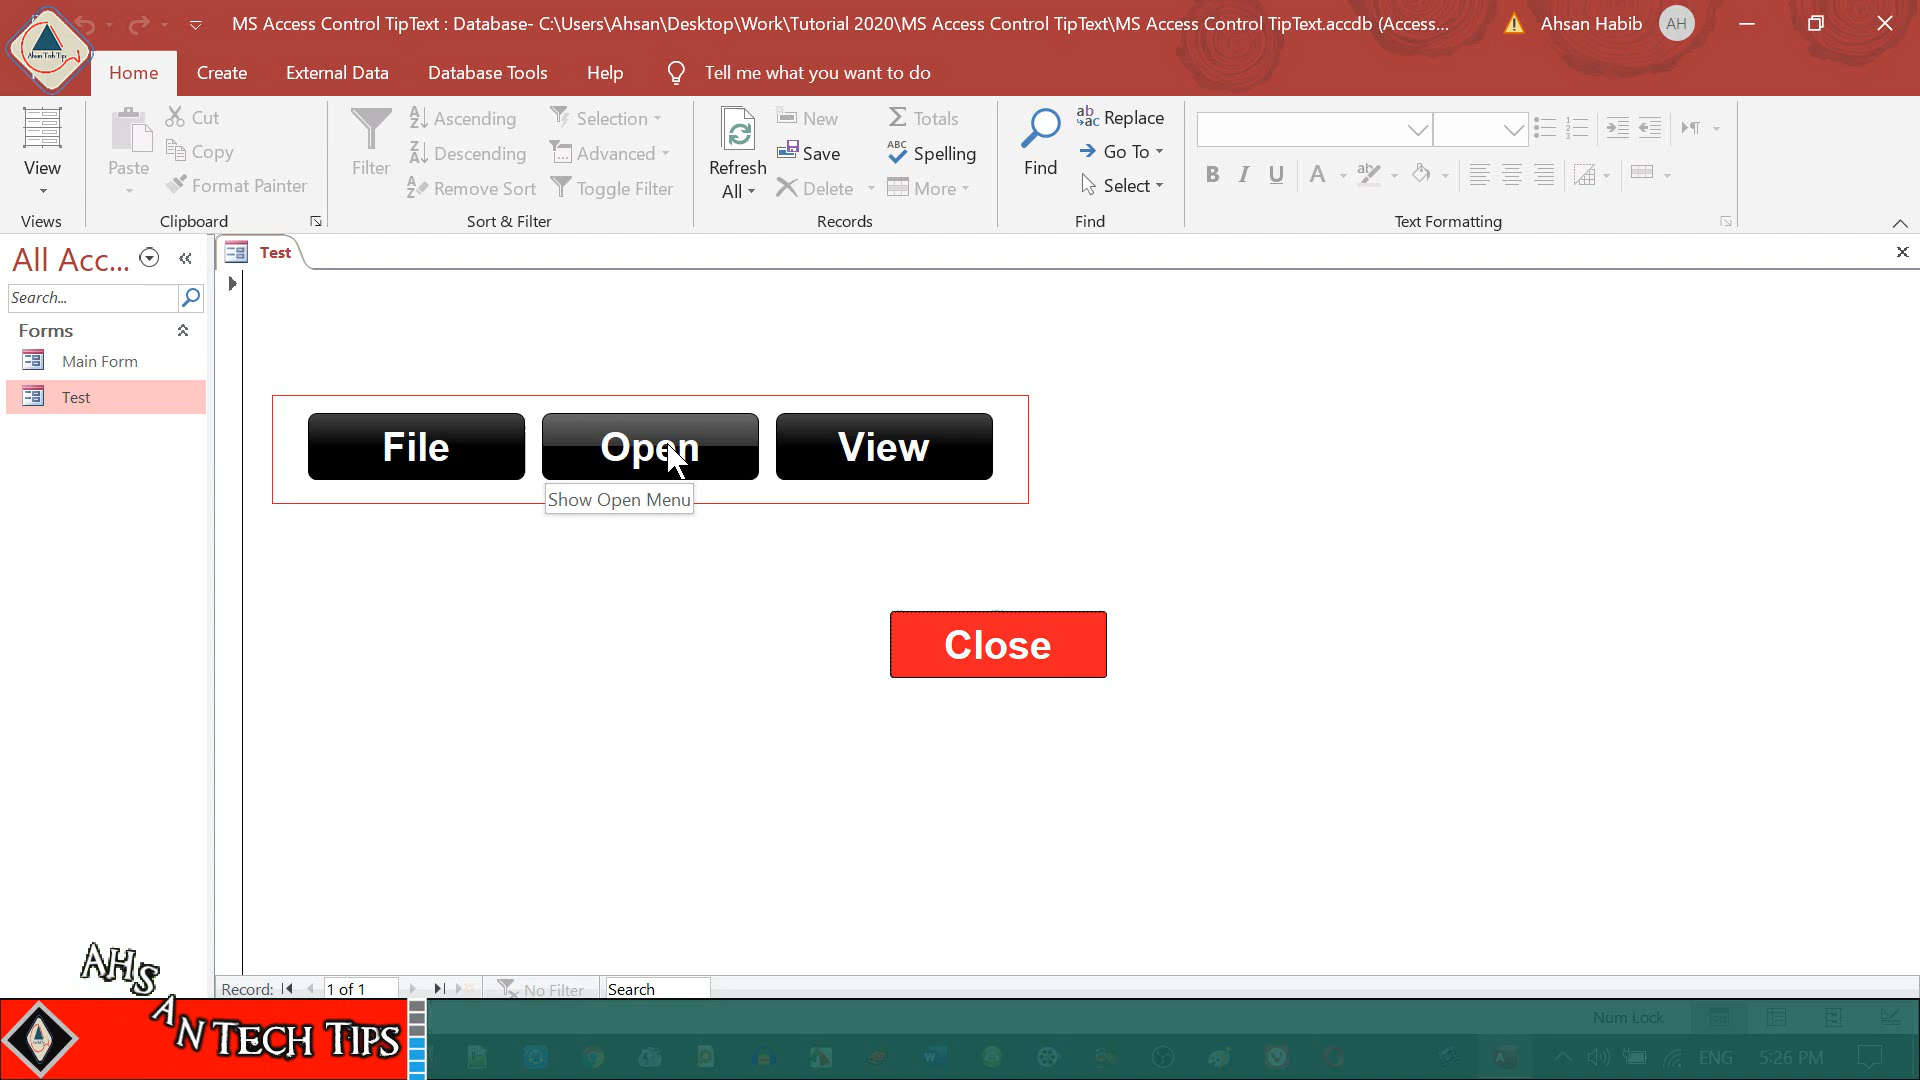 MS Access Control TipText : Database- C:\Users\Ahsan\Desktop\Work\Tutorial 2020\MS Access Control TipText\MS Access Control TipText.accdb (Access...
Ahsan Habib
AH
Ahsan Tech Tips
Home
Create
External Data
Database Tools
Help
Tell me what you want to do
View
Views
Paste
Cut
Copy
Format Painter
Clipboard
Filter
Ascending
Descending
Remove Sort
Selection
Advanced
Toggle Filter
Sort & Filter
Refresh
All
New
Save
Delete
Totals
Spelling
More
Records
Find
Replace
Go To
Select
Find
B I U A
Text Formatting
All Acc...
Search...
Forms
Main Form
Test
Test
File
Open
View
Show Open Menu
Close
Record:
1 of 1
No Filter
Search
AHSAN TECH TIPS
Num Lock
ENG
5:26 PM